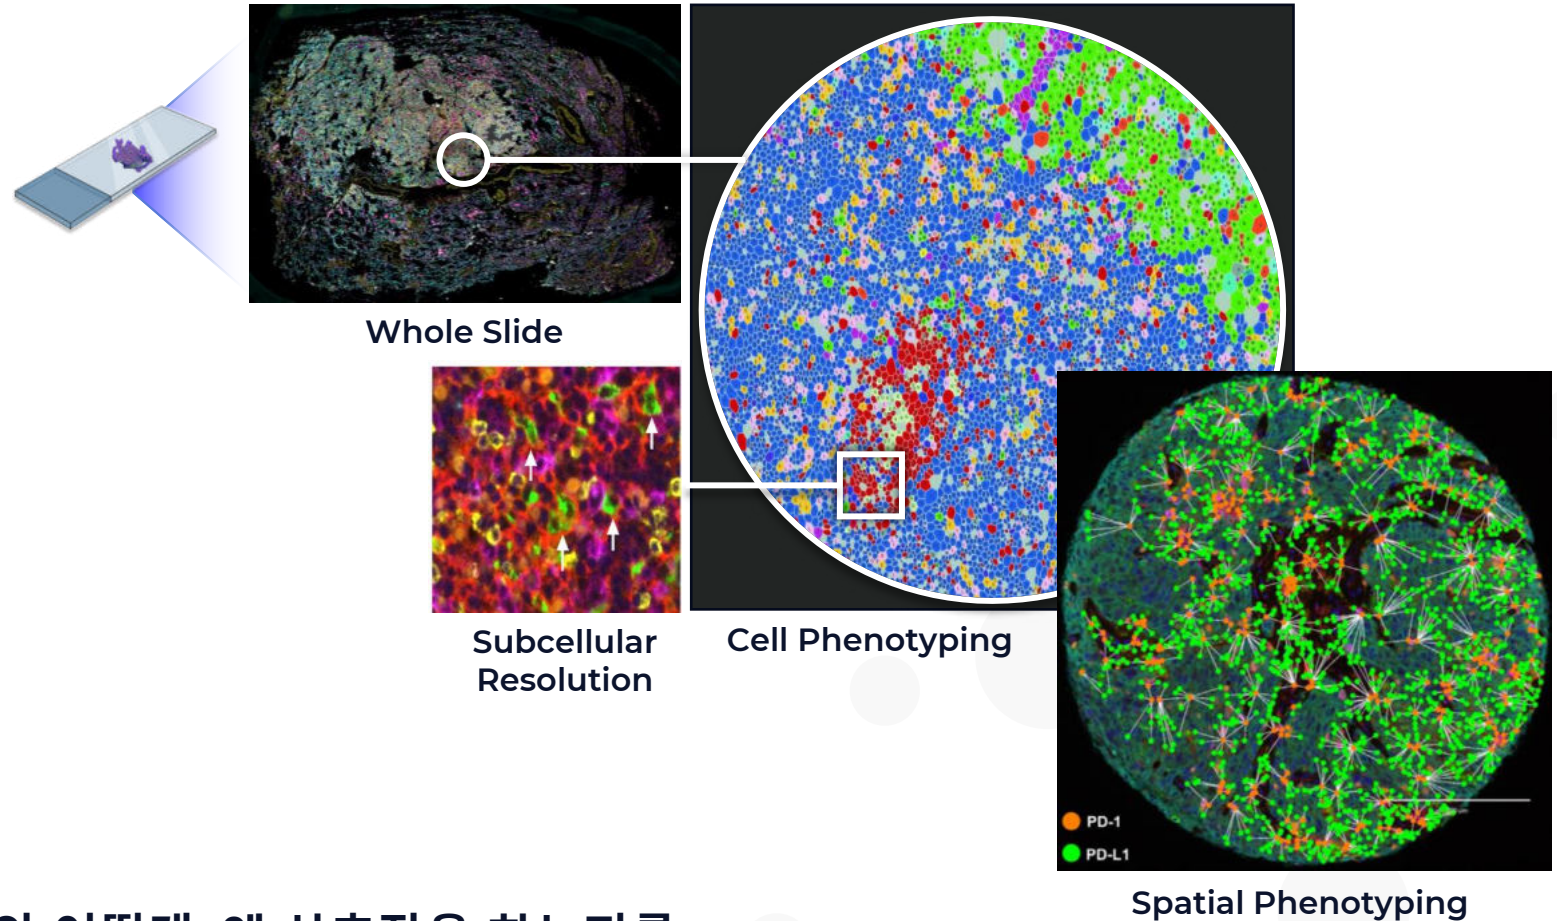 Whole Slide
Subcellular
Resolution
Cell Phenotyping
PD-1
PD-L1
Spatial Phenotyping